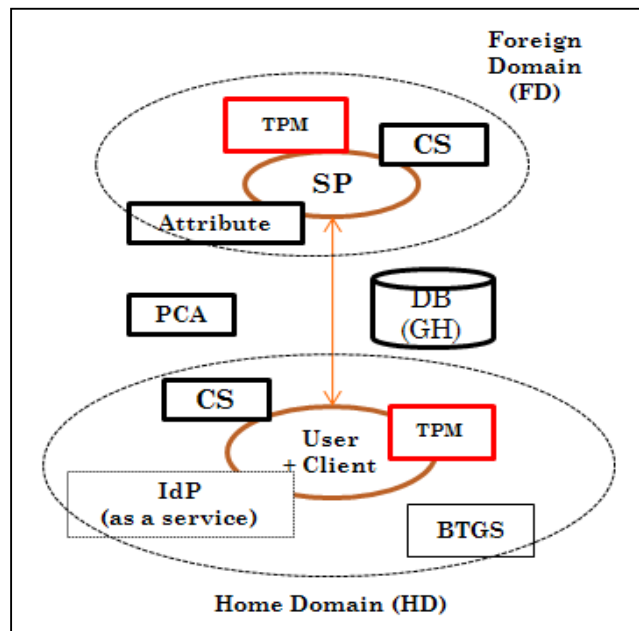 Foreign
Domain
(FD)
TPM
CS
SP
Attribute
PCA
DB
(GH)
CS
User
+ Client
TPM
IdP
(as a service)
BTGS
Home Domain (HD)